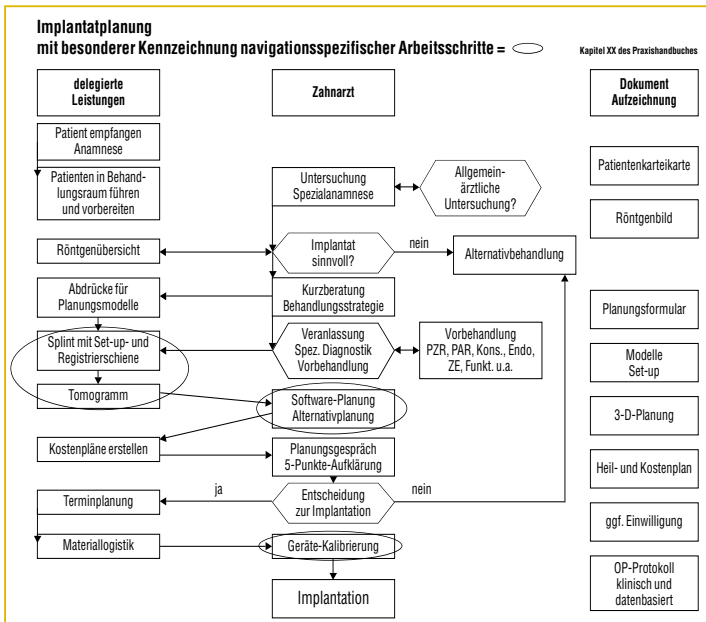 Implantatplanung
mit besonderer Kennzeichnung navigationsspezifischer Arbeitsschritte =
Kapitel XX des Praxishandbuches
delegierte
Leistungen
Zahnarzt
Dokument
Aufzeichnung
Patient empfangen
Anamnese
Patienten in Behand-
lungsraum führen
und vorbereiten
Untersuchung
Spezialanamnese
Allgemein-
ärztliche
Untersuchung?
Patientenkarteikarte
Röntgenbild
Röntgenübersicht
Implantat
sinnvoll?
nein
Alternativbehandlung
Abdrücke für
Planungsmodelle
Kurzberatung
Behandlungsstrategie
Planungsformular
Splint mit Set-up- und
Registrierschiene
Veranlassung
Spez. Diagnostik
Vorbehandlung
Vorbehandlung
PZR, PAR, Kons., Endo,
ZE, Funkt. u.a.
Modelle
Set-up
Tomogramm
Software-Planung
Alternativplanung
3-D-Planung
Kostenpläne erstellen
Planungsgespräch
5-Punkte-Aufklärung
Heil- und Kostenplan
Terminplanung
ja
Entscheidung
zur Implantation
nein
ggf. Einwilligung
Materiallogistik
Geräte-Kalibrierung
OP-Protokoll
klinisch und
datenbasiert
Implantation